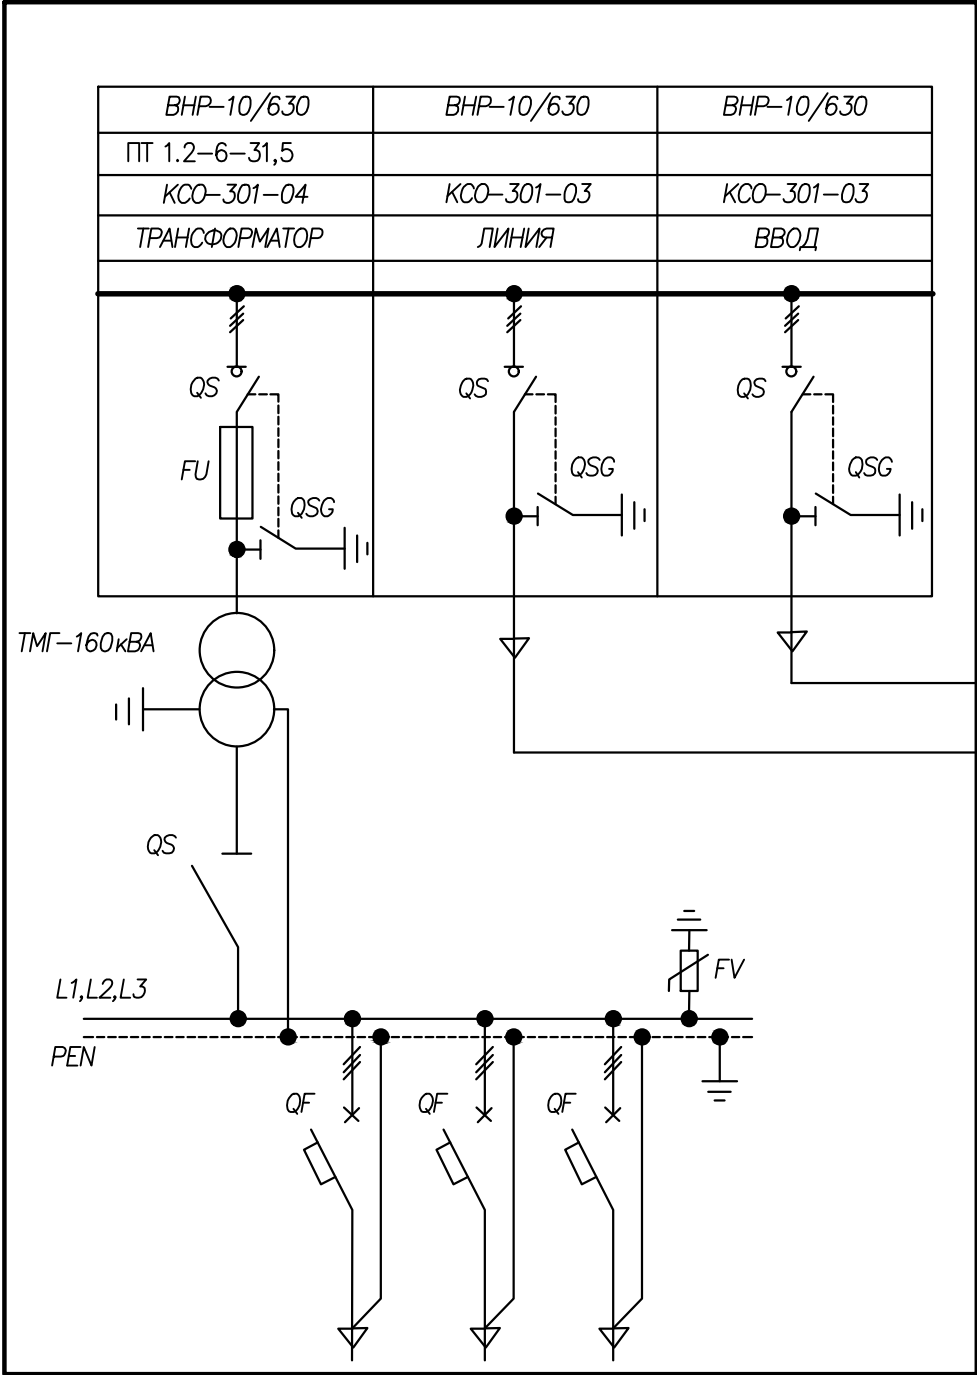 ВНР-10/630 ВНР-10/630 ВНР-10/630
ПТ 1.2-6-31,5
КСО-301-04 КСО-301-03 КСО-301-03
ТРАНСФОРМАТОР ЛИНИЯ ВВОД
QS QS QS
FU QSG QSG
QSG
ТМГ-160кВА
QS
FV
L1,L2,L3
PEN
QF QF QF